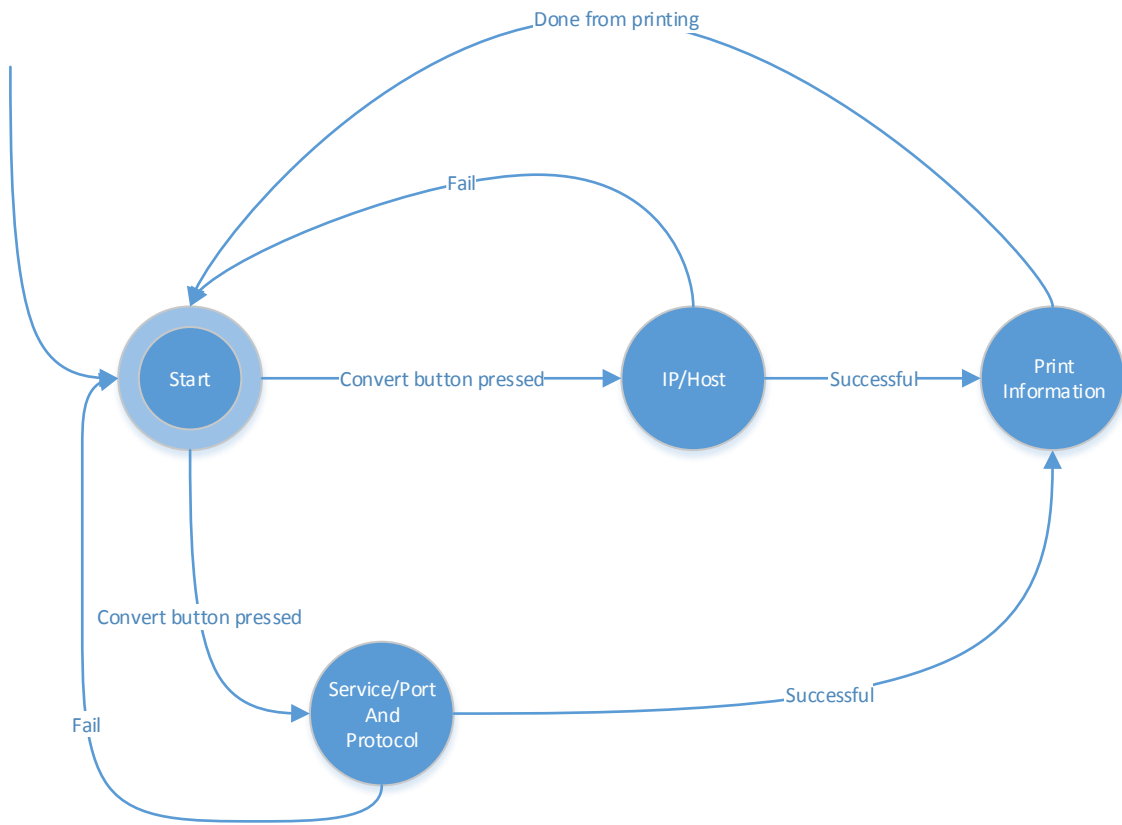 Done from printing
Fail
Start
Convert button pressed
IP/Host
Successful
Print
Information
Convert button pressed
Service/Port
And
Protocol
Successful
Fail